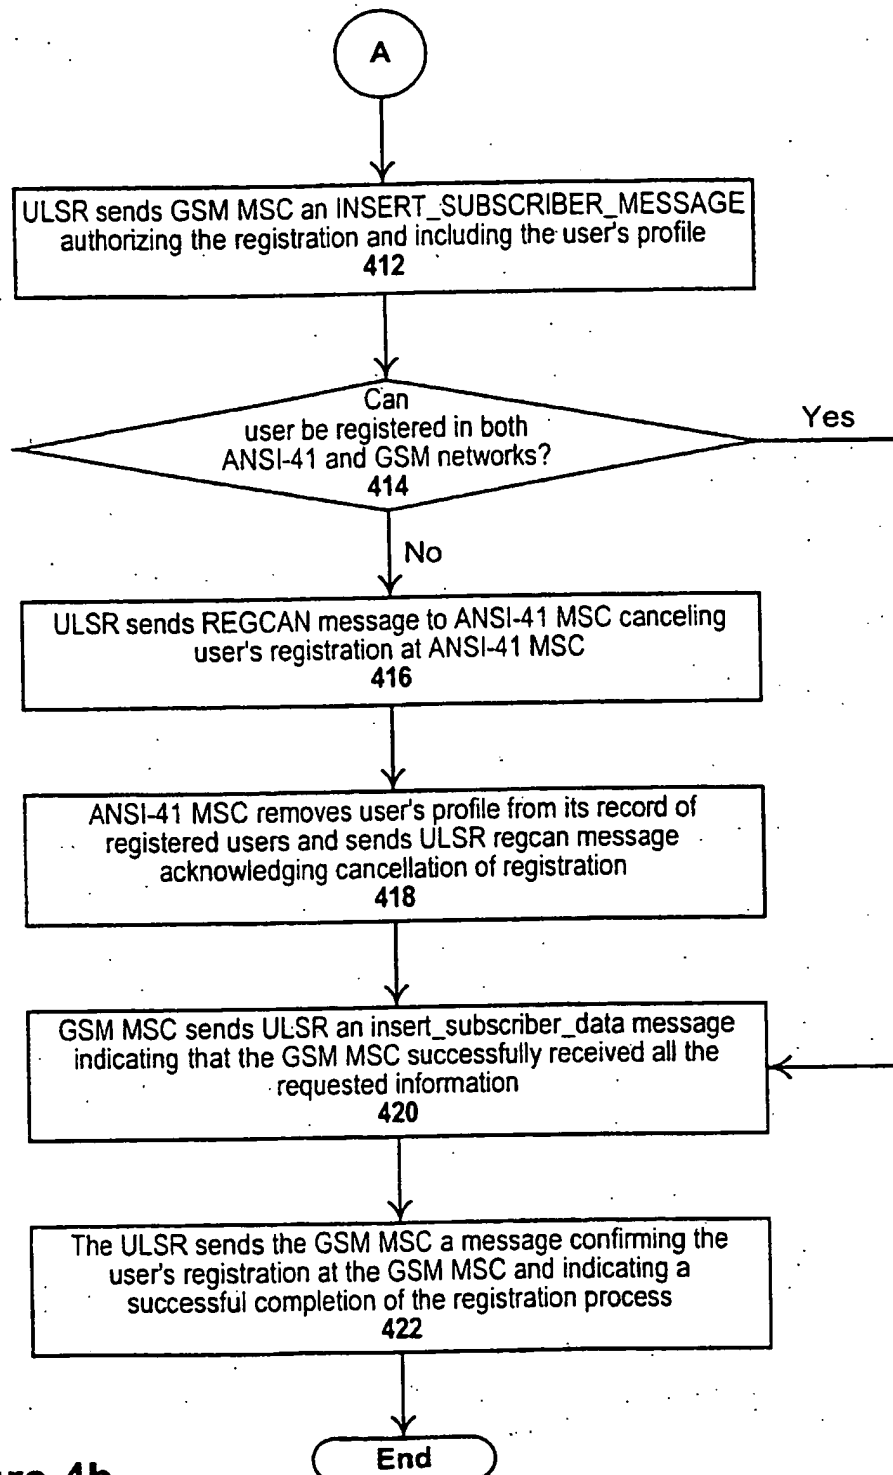 A
ULSR sends GSM MSC an INSERT_SUBSCRIBER_MESSAGE
authorizing the registration and including the user's profile
412
Can
user be registered in both
ANSI-41 and GSM networks?
414
Yes
No
ULSR sends REGCAN message to ANSI-41 MSC canceling
user's registration at ANSI-41 MSC
416
ANSI-41 MSC removes user's profile from its record of
registered users and sends ULSR regcan message
acknowledging cancellation of registration
418
GSM MSC sends ULSR an insert_subscriber_data message
indicating that the GSM MSC successfully received all the
requested information
420
The ULSR sends the GSM MSC a message confirming the
user's registration at the GSM MSC and indicating a
successful completion of the registration process
422
End